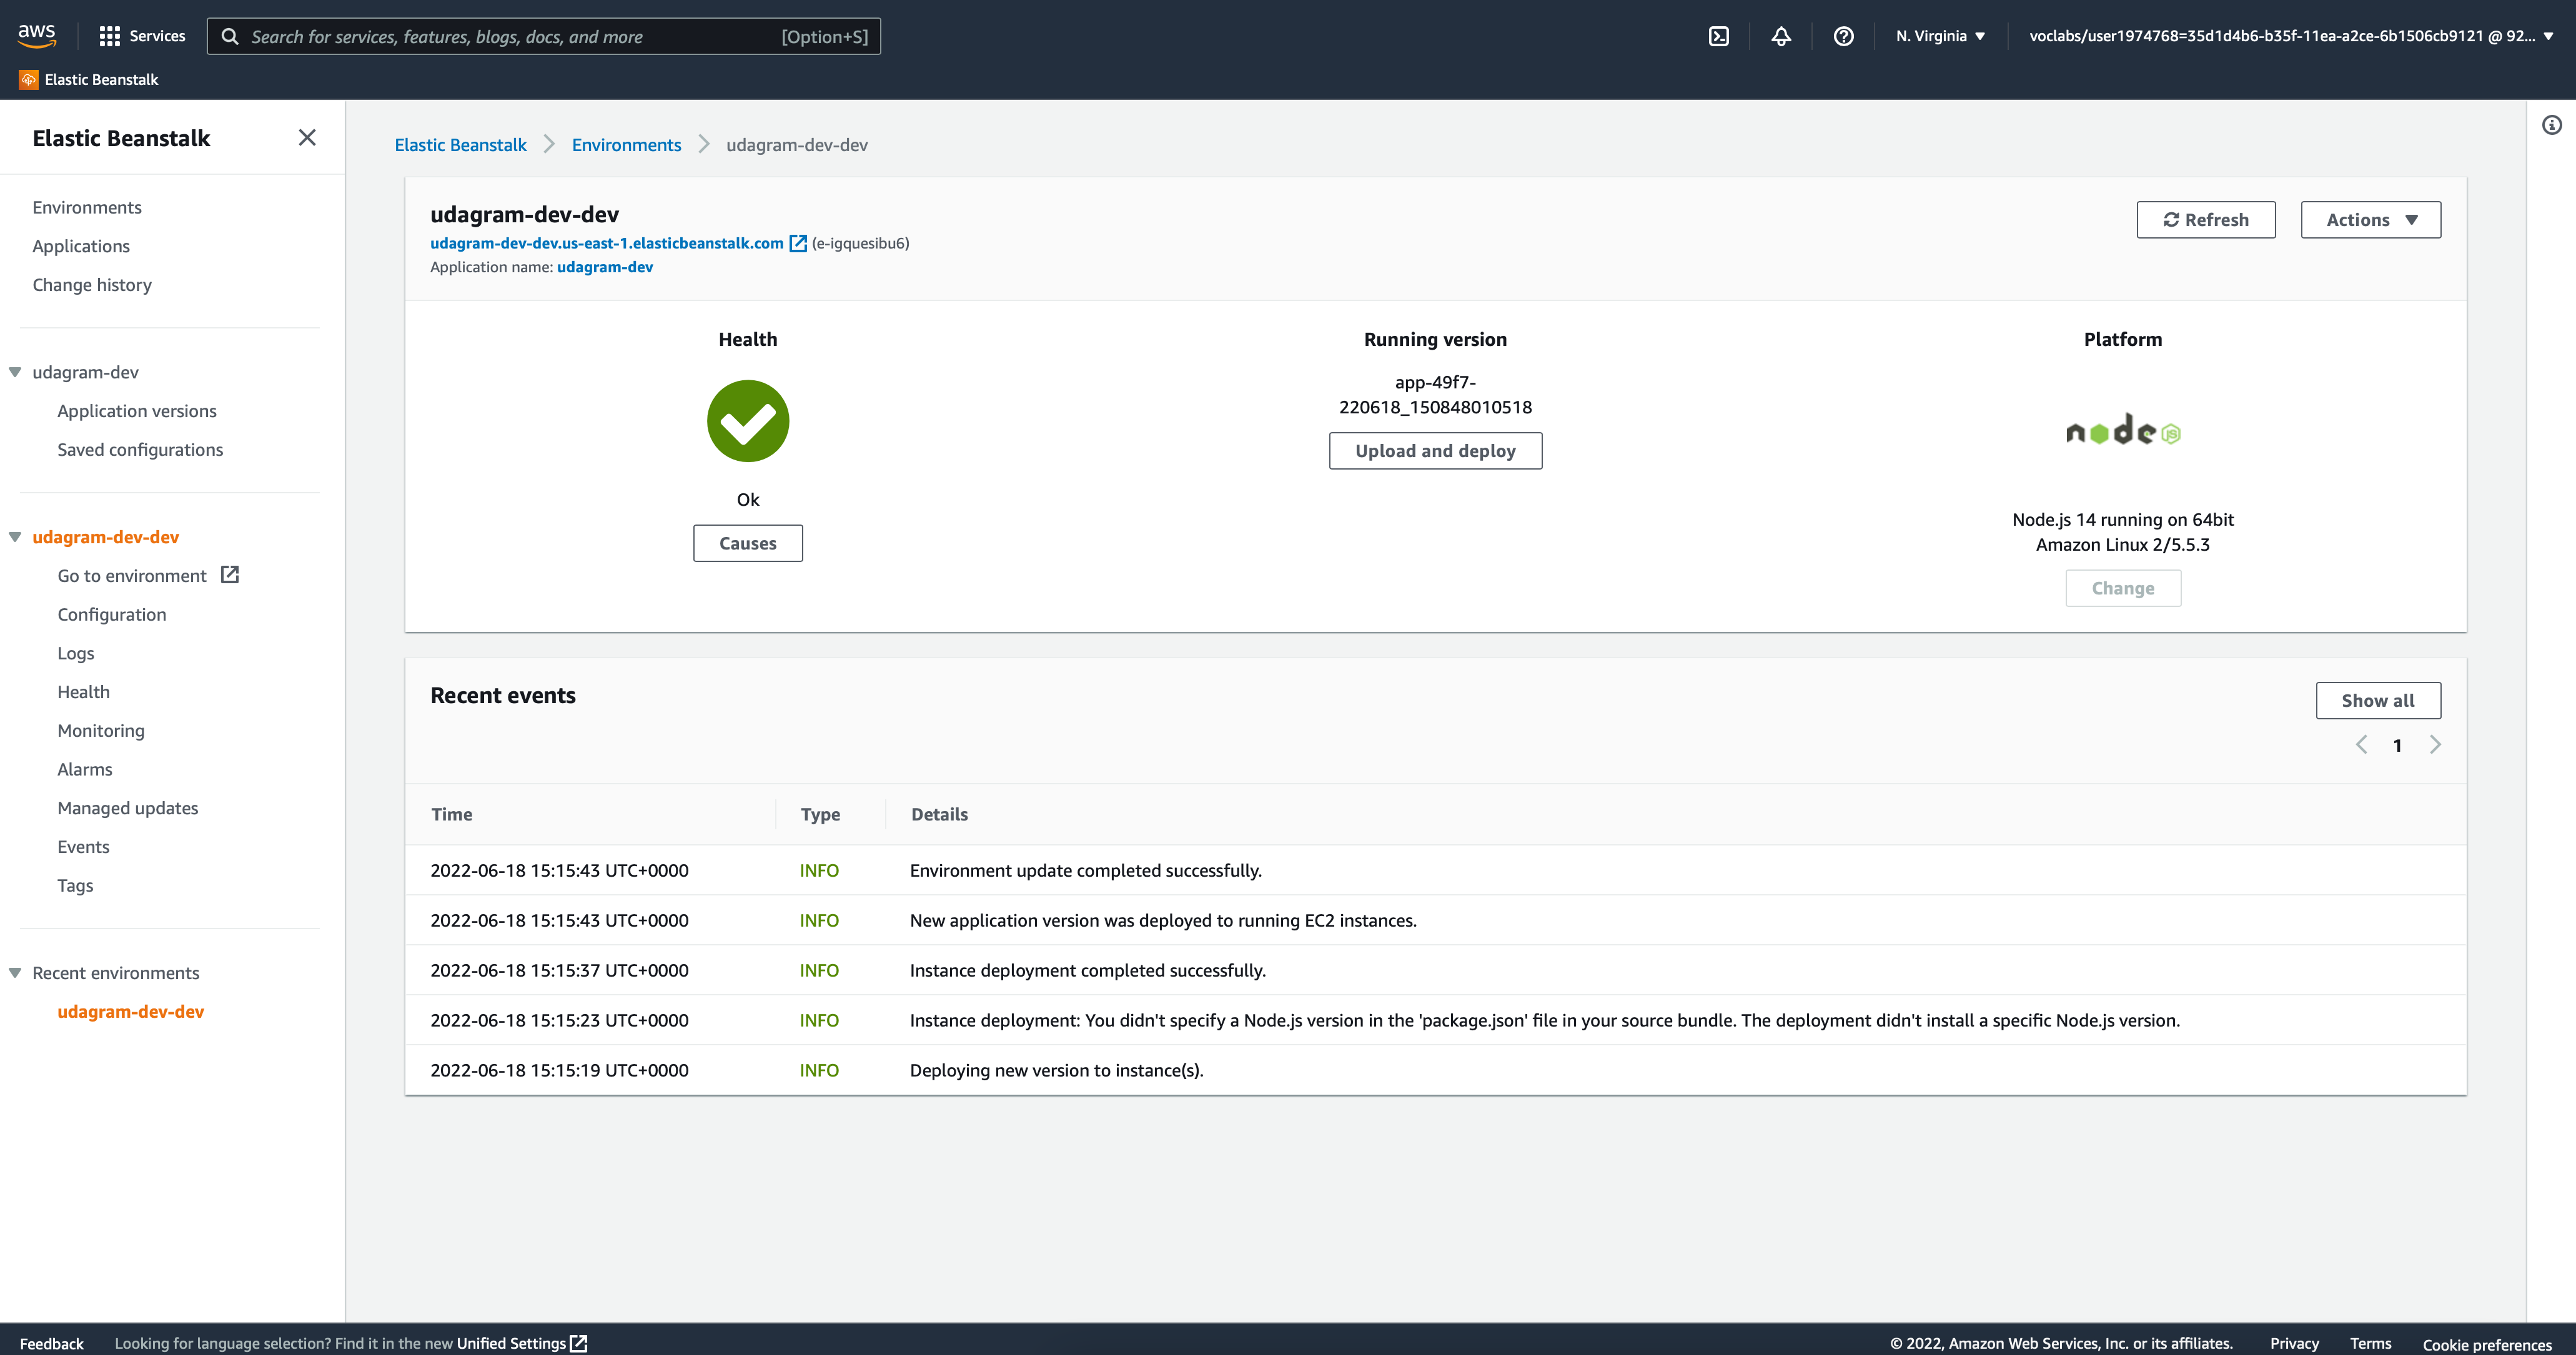 aws
Services
Search for services, features, blogs, docs, and more [Option+S]
N. Virginia
voclabs/user1974768=35d1d4b6-b35f-11ea-a2ce-6b1506cb9121 @ 92...
Elastic Beanstalk
Elastic Beanstalk
Environments
Applications
Change history
udagram-dev
Application versions
Saved configurations
udagram-dev-dev
Go to environment
Configuration
Logs
Health
Monitoring
Alarms
Managed updates
Events
Tags
Recent environments
udagram-dev-dev
Elastic Beanstalk Environments udagram-dev-dev
udagram-dev-dev
udagram-dev-dev.us-east-1.elasticbeanstalk.com (e-igquesibu6)
Application name: udagram-dev
Refresh
Actions
Health
Ok
Causes
Running version
app-49f7-
220618_150848010518
Upload and deploy
Platform
node JS
Node.js 14 running on 64bit
Amazon Linux 2/5.5.3
Change
Recent events
Show all
1
Time Type Details
2022-06-18 15:15:43 UTC+0000 INFO Environment update completed successfully.
2022-06-18 15:15:43 UTC+0000 INFO New application version was deployed to running EC2 instances.
2022-06-18 15:15:37 UTC+0000 INFO Instance deployment completed successfully.
2022-06-18 15:15:23 UTC+0000 INFO Instance deployment: You didn't specify a Node.js version in the 'package.json' file in your source bundle. The deployment didn't install a specific Node.js version.
2022-06-18 15:15:19 UTC+0000 INFO Deploying new version to instance(s).
Feedback Looking for language selection? Find it in the new Unified Settings
© 2022, Amazon Web Services, Inc. or its affiliates. Privacy Terms Cookie preferences